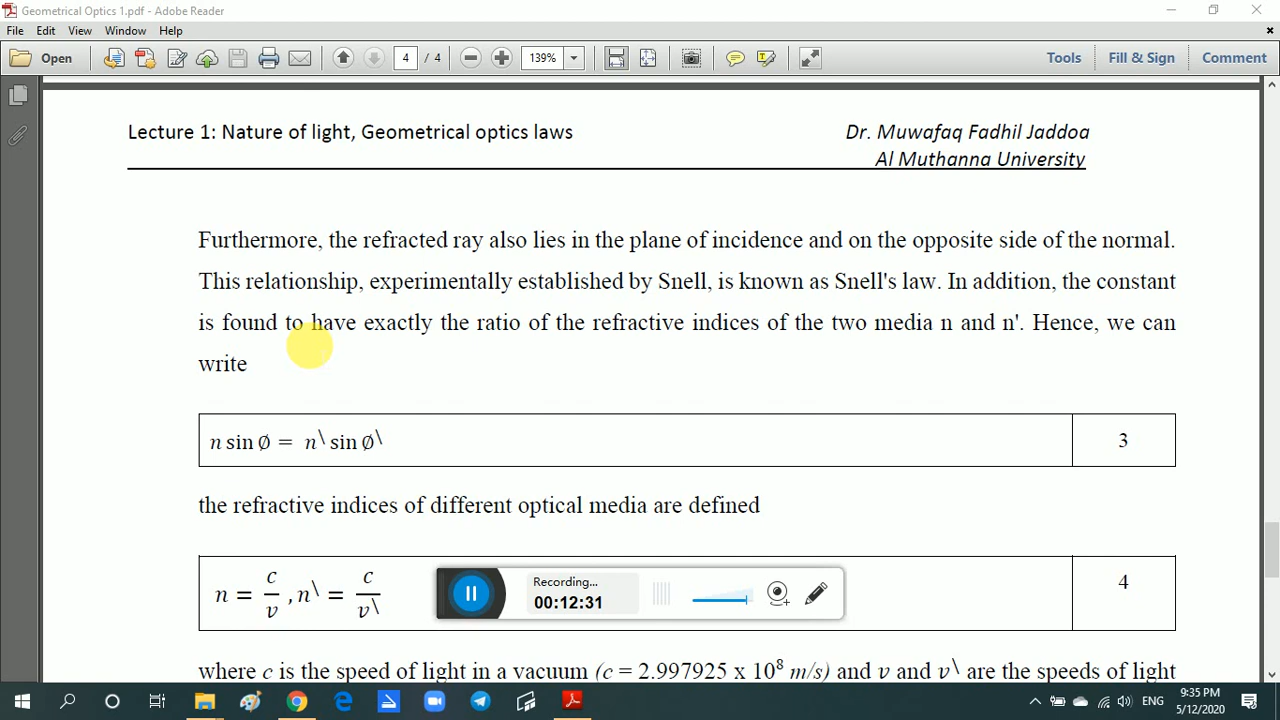 Geometrical Optics 1.pdf - Adobe Reader
File Edit View Window Help
Open 4 / 4 139% Tools Fill & Sign Comment
Lecture 1: Nature of light, Geometrical optics laws Dr. Muwafaq Fadhil Jaddoa
Al Muthanna University
Furthermore, the refracted ray also lies in the plane of incidence and on the opposite side of the normal.
This relationship, experimentally established by Snell, is known as Snell's law. In addition, the constant
is found to have exactly the ratio of the refractive indices of the two media n and n'. Hence, we can
write
n sin ∅ = n\ sin ∅\ 3
the refractive indices of different optical media are defined
n = c/v , n\ = c/v\ 4
Recording...
00:12:31
where c is the speed of light in a vacuum (c = 2.997925 x 10⁸ m/s) and v and v\ are the speeds of light
ENG 9:35 PM
5/12/2020